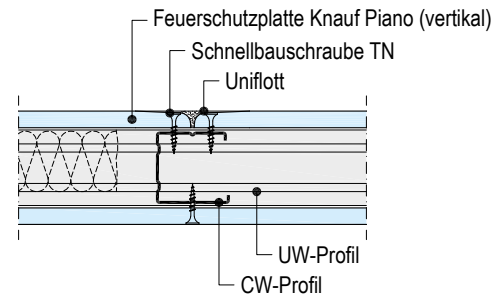 Feuerschutzplatte Knauf Piano (vertikal)
Schnellbauschraube TN
Uniflott
UW-Profil
CW-Profil